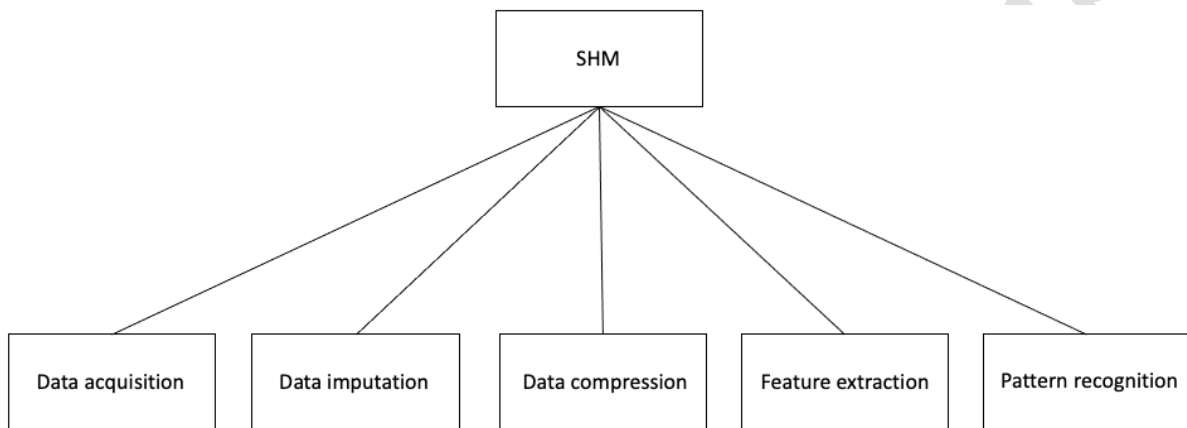 SHM
Data acquisition
Data imputation
Data compression
Feature extraction
Pattern recognition